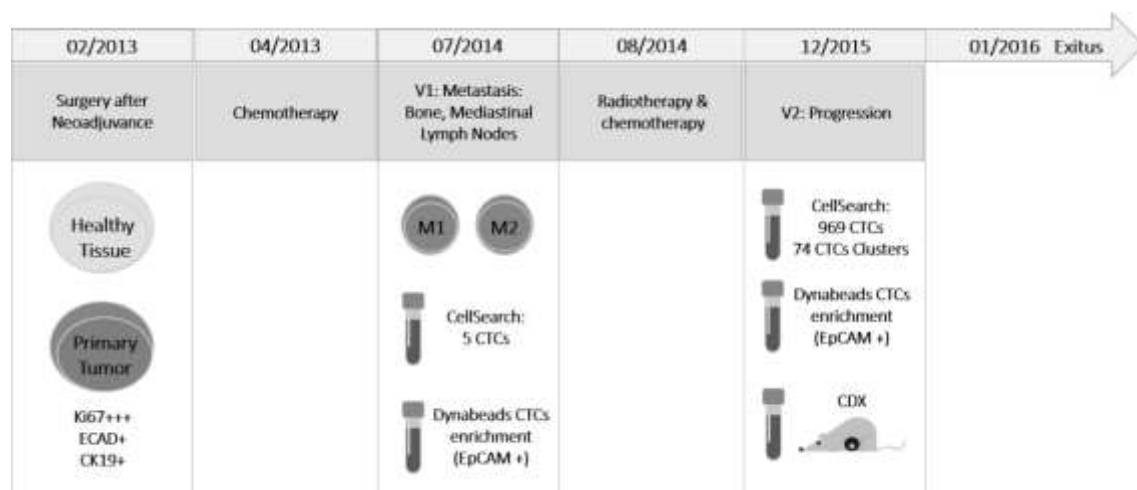 02/2013
04/2013
07/2014
08/2014
12/2015
01/2016 Exitus
Surgery after
Neoadjuvance
Chemotherapy
V1: Metastasis:
Bone, Mediastinal
Lymph Nodes
Radiotherapy &
chemotherapy
V2: Progression
Healthy
Tissue
Primary
Tumor
Ki67+++
ECAD+
CK19+
M1
M2
CellSearch:
5 CTCs
Dynabeads CTCs
enrichment
(EpCAM +)
CellSearch:
969 CTCs
74 CTCs Clusters
Dynabeads CTCs
enrichment
(EpCAM +)
CDX